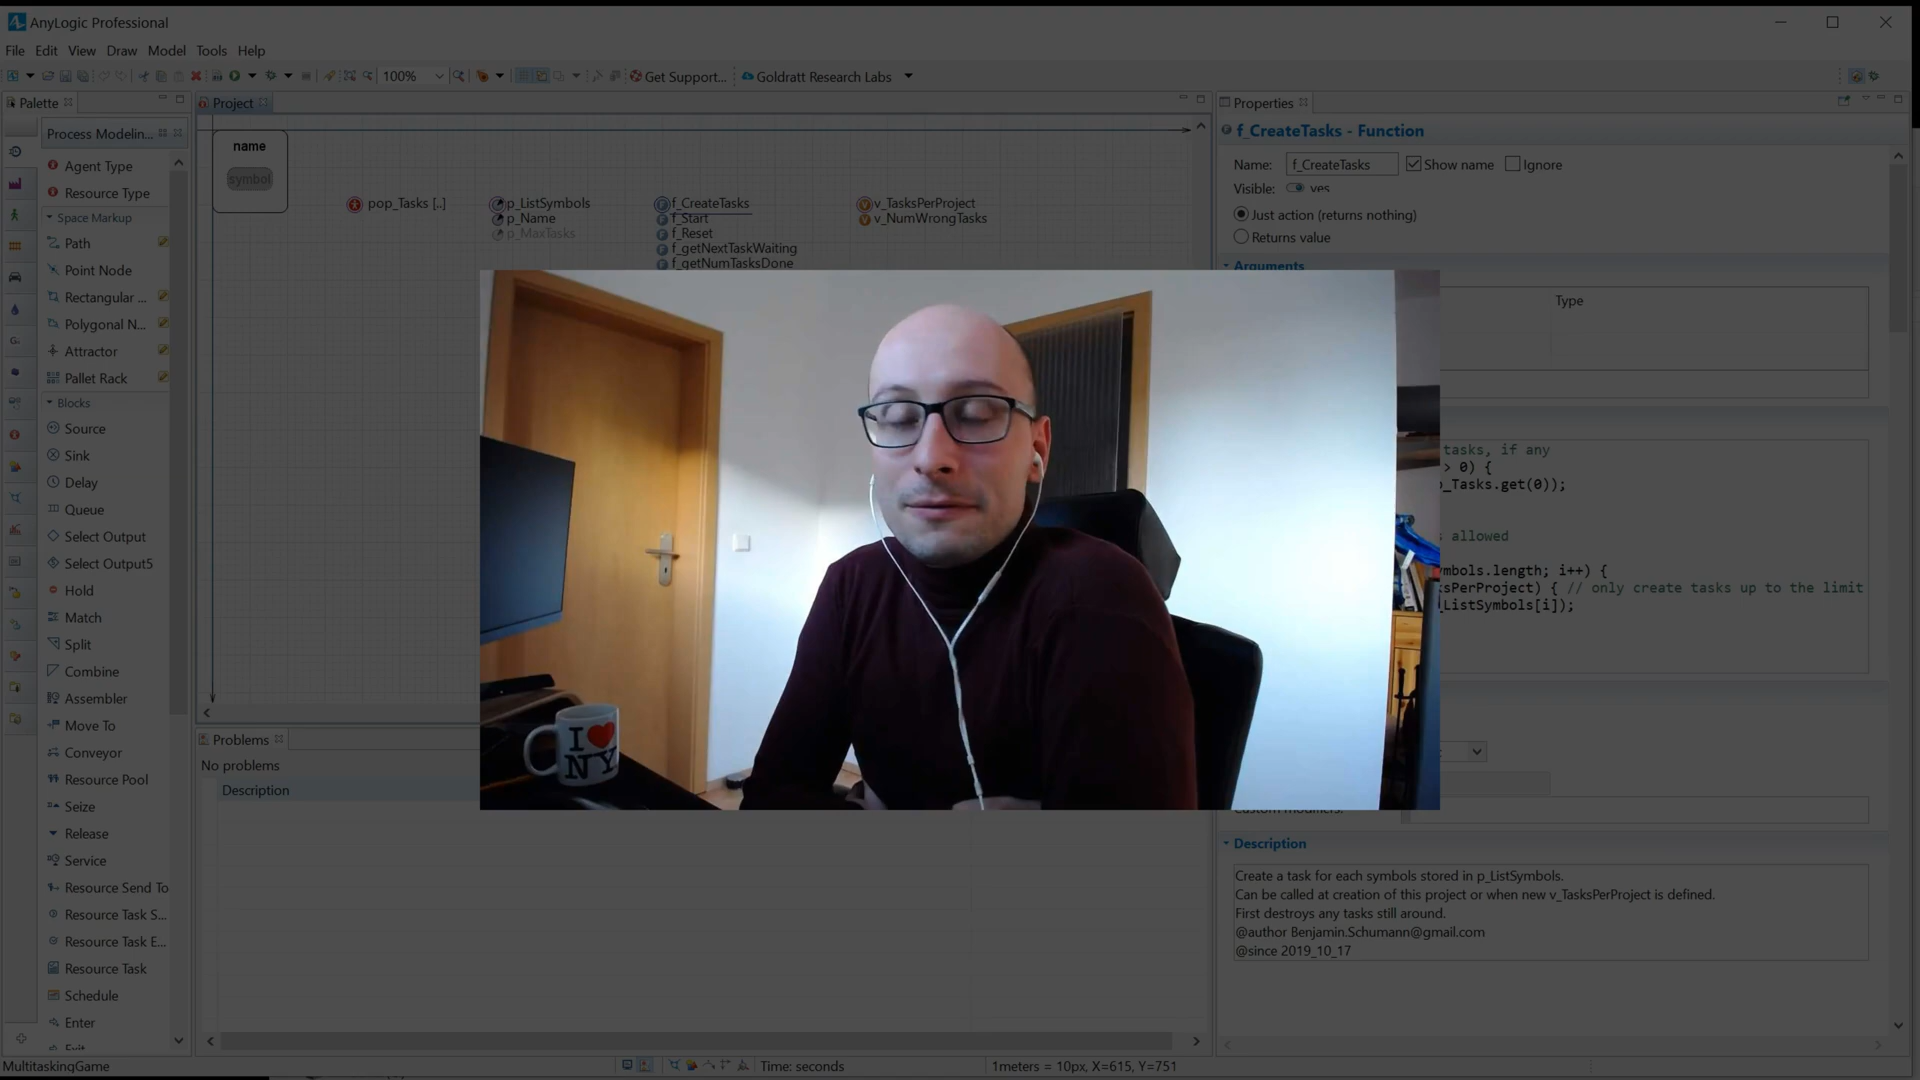 AnyLogic Professional
File Edit View Draw Model Tools Help
100% Get Support... Goldratt Research Labs
Palette
Process Modelin...
Agent Type
Resource Type
Space Markup
Path
Point Node
Rectangular ...
Polygonal N...
Attractor
Pallet Rack
Blocks
Source
Sink
Delay
Queue
Select Output
Select Output5
Hold
Match
Split
Combine
Assembler
Move To
Conveyor
Resource Pool
Seize
Release
Service
Resource Send To
Resource Task S...
Resource Task E...
Resource Task
Schedule
Enter
Exit
Project
name
symbol
pop_Tasks [..]
p_ListSymbols
p_Name
p_MaxTasks
f_CreateTasks
f_Start
f_Reset
f_getNextTaskWaiting
f_getNumTasksDone
v_TasksPerProject
v_NumWrongTasks
I
NY
Problems
No problems
Description
Properties
f_CreateTasks - Function
Name: f_CreateTasks Show name Ignore
Visible: yes
Just action (returns nothing)
Returns value
Arguments
Type
tasks, if any
> 0) {
_Tasks.get(0));
allowed
mbols.length; i++) {
sPerProject) { // only create tasks up to the limit
_ListSymbols[i]);
Custom modifiers:
Description
Create a task for each symbols stored in p_ListSymbols.
Can be called at creation of this project or when new v_TasksPerProject is defined.
First destroys any tasks still around.
@author Benjamin.Schumann@gmail.com
@since 2019_10_17
MultitaskingGame
Time: seconds
1meters = 10px, X=615, Y=751